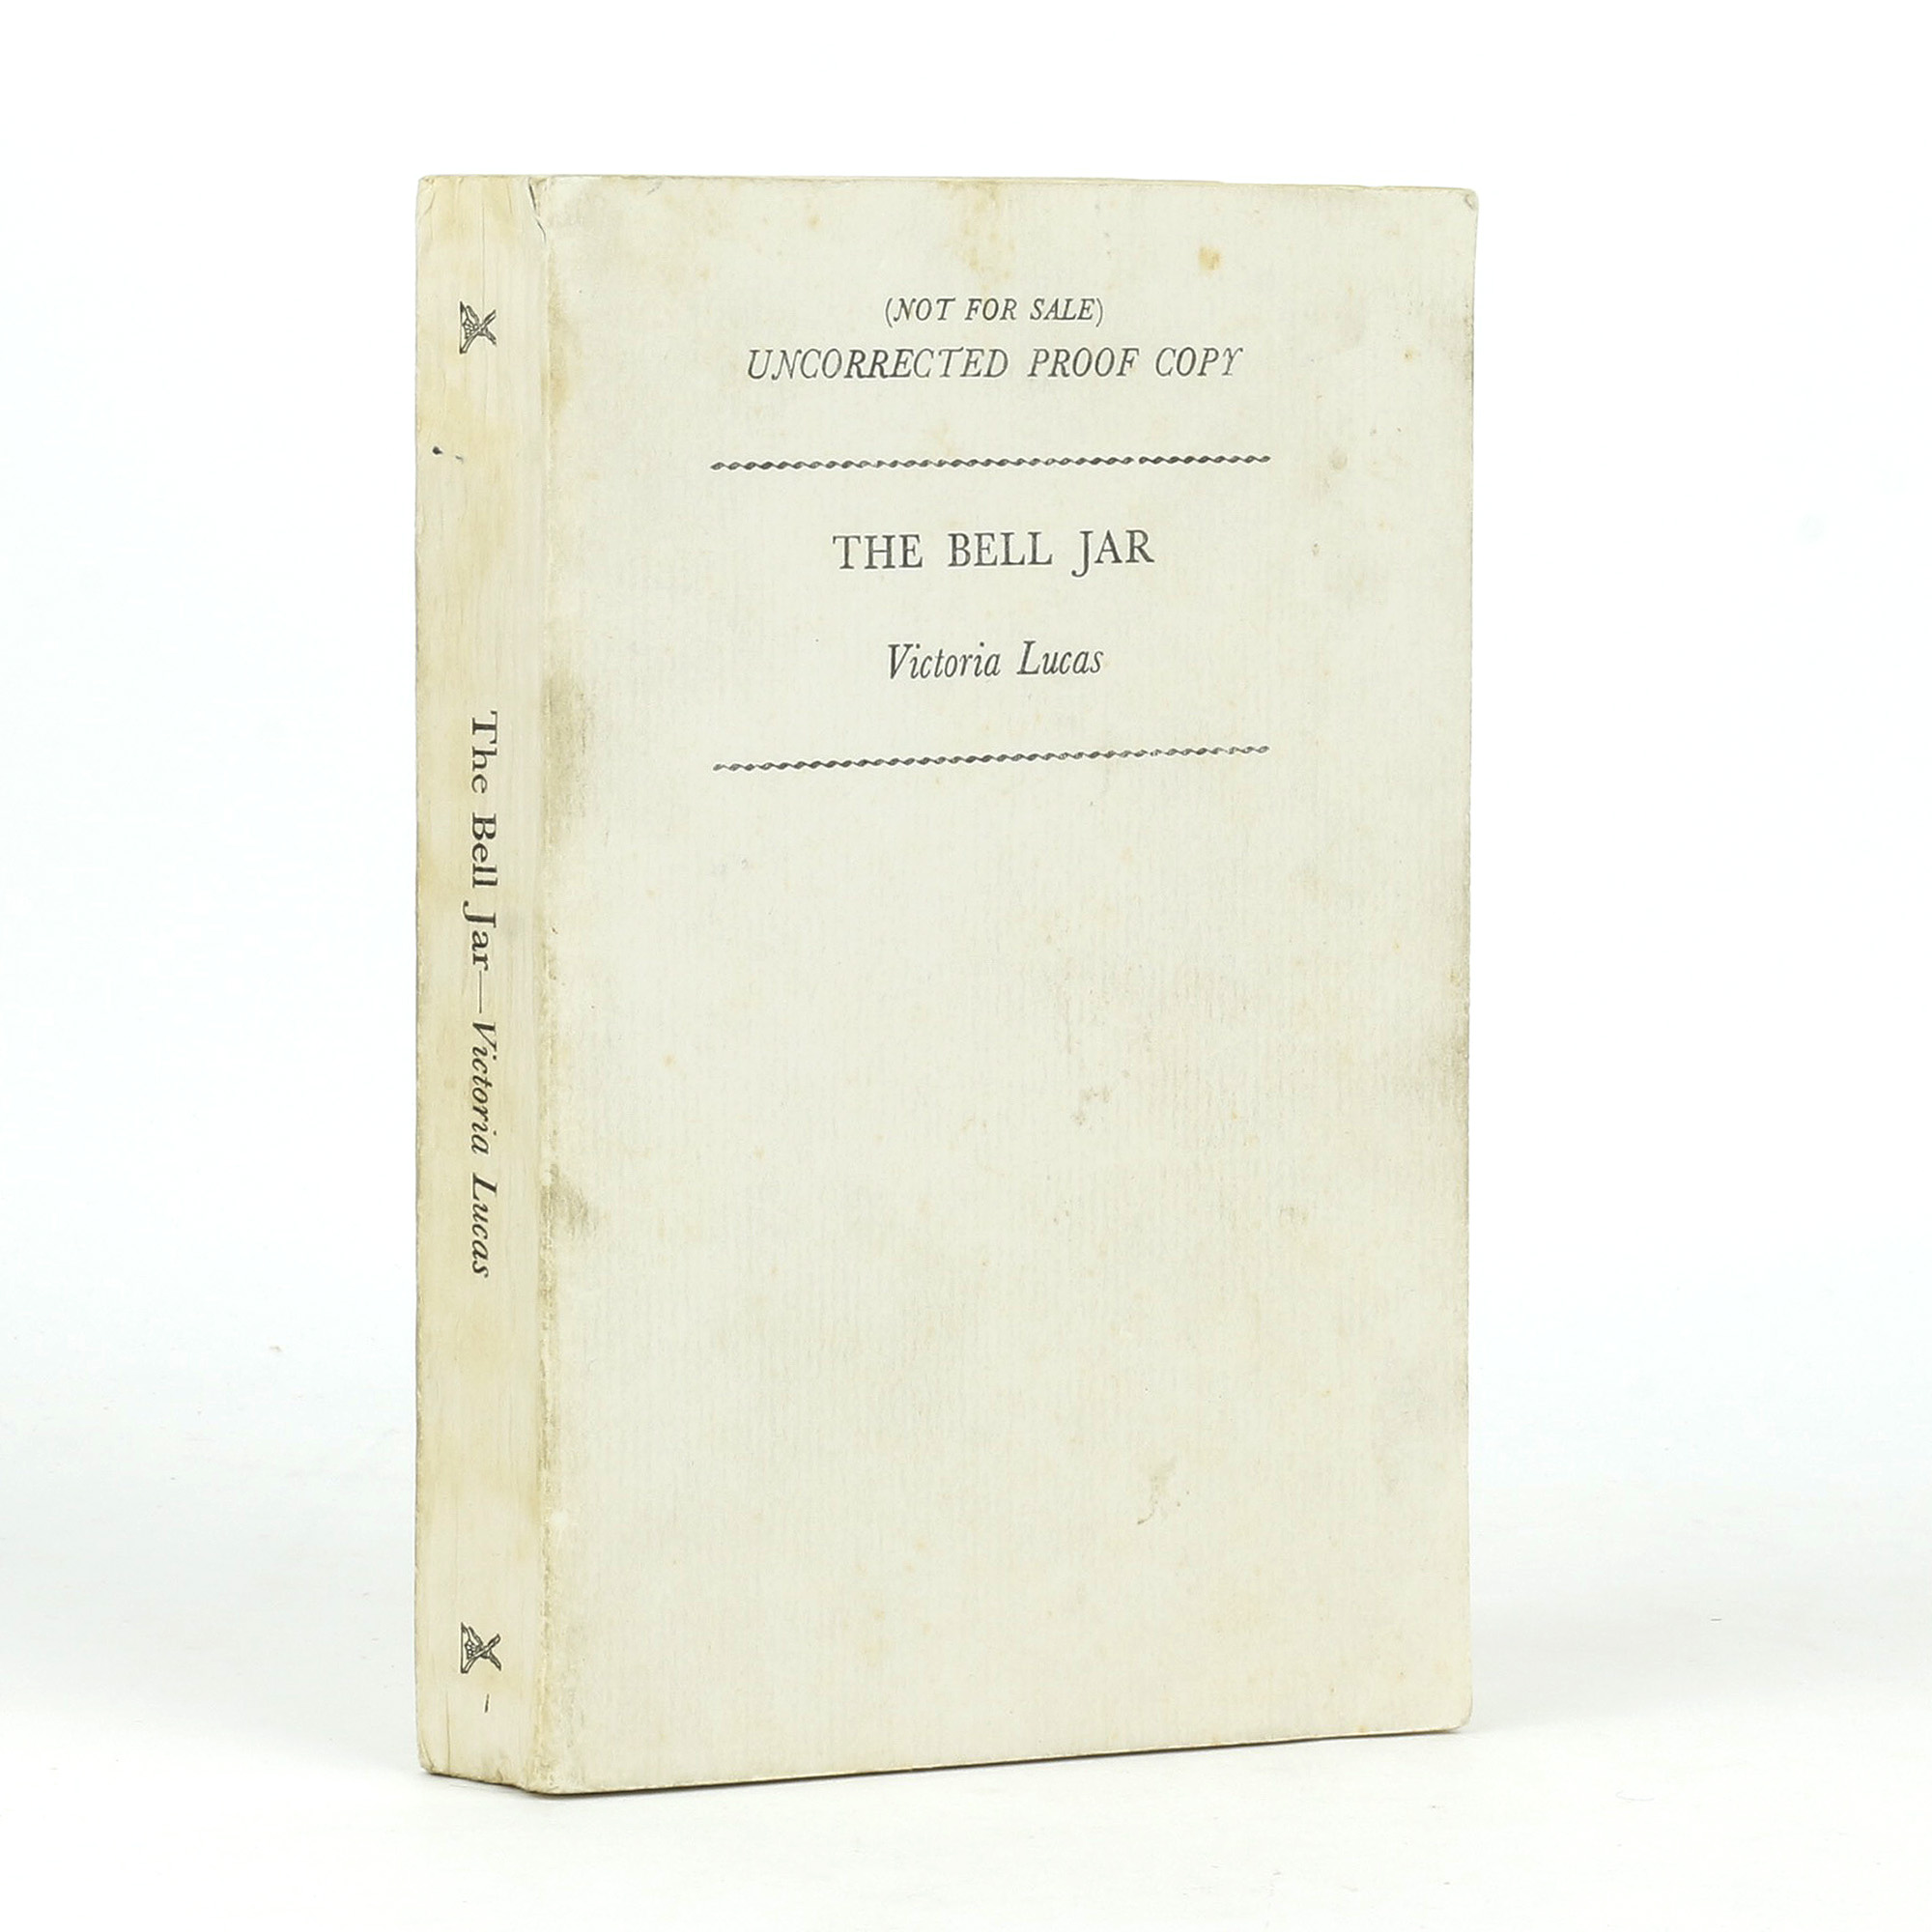 (NOT FOR SALE)
UNCORRECTED PROOF COPY
THE BELL JAR
Victoria Lucas
The Bell Jar—Victoria Lucas